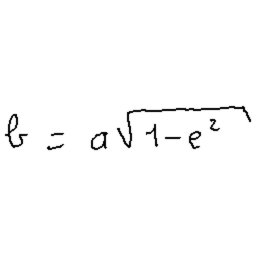 b = a√(1-e²)